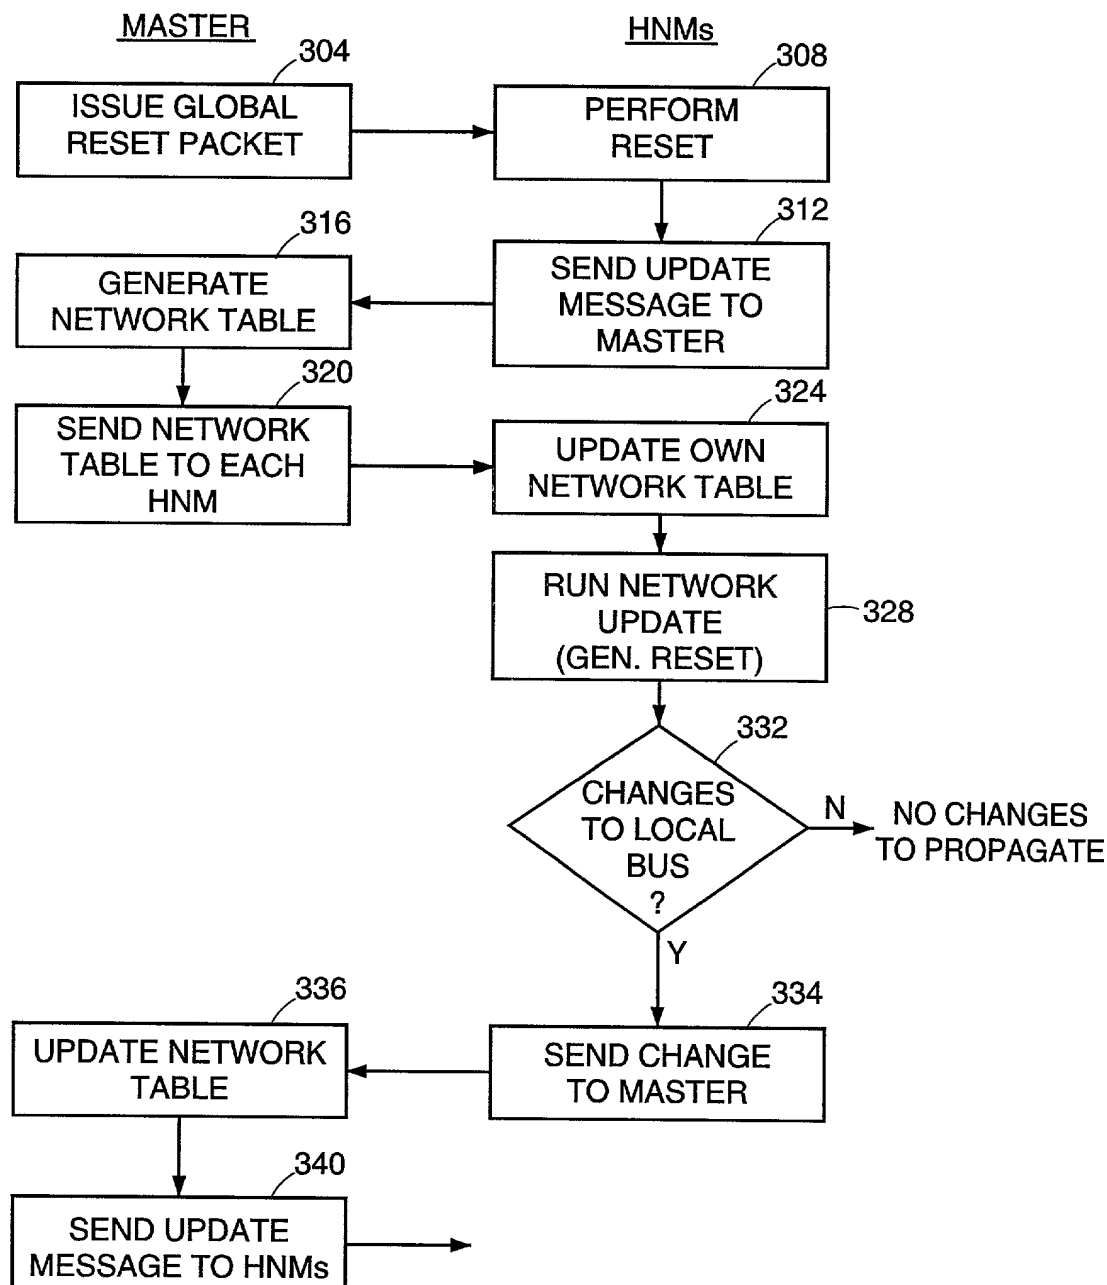 MASTER
HNMs
304
ISSUE GLOBAL
RESET PACKET
308
PERFORM
RESET
312
SEND UPDATE
MESSAGE TO
MASTER
316
GENERATE
NETWORK TABLE
320
SEND NETWORK
TABLE TO EACH
HNM
324
UPDATE OWN
NETWORK TABLE
RUN NETWORK
UPDATE
(GEN. RESET)
328
332
CHANGES
TO LOCAL
BUS
?
N
NO CHANGES
TO PROPAGATE
Y
334
SEND CHANGE
TO MASTER
336
UPDATE NETWORK
TABLE
340
SEND UPDATE
MESSAGE TO HNMs